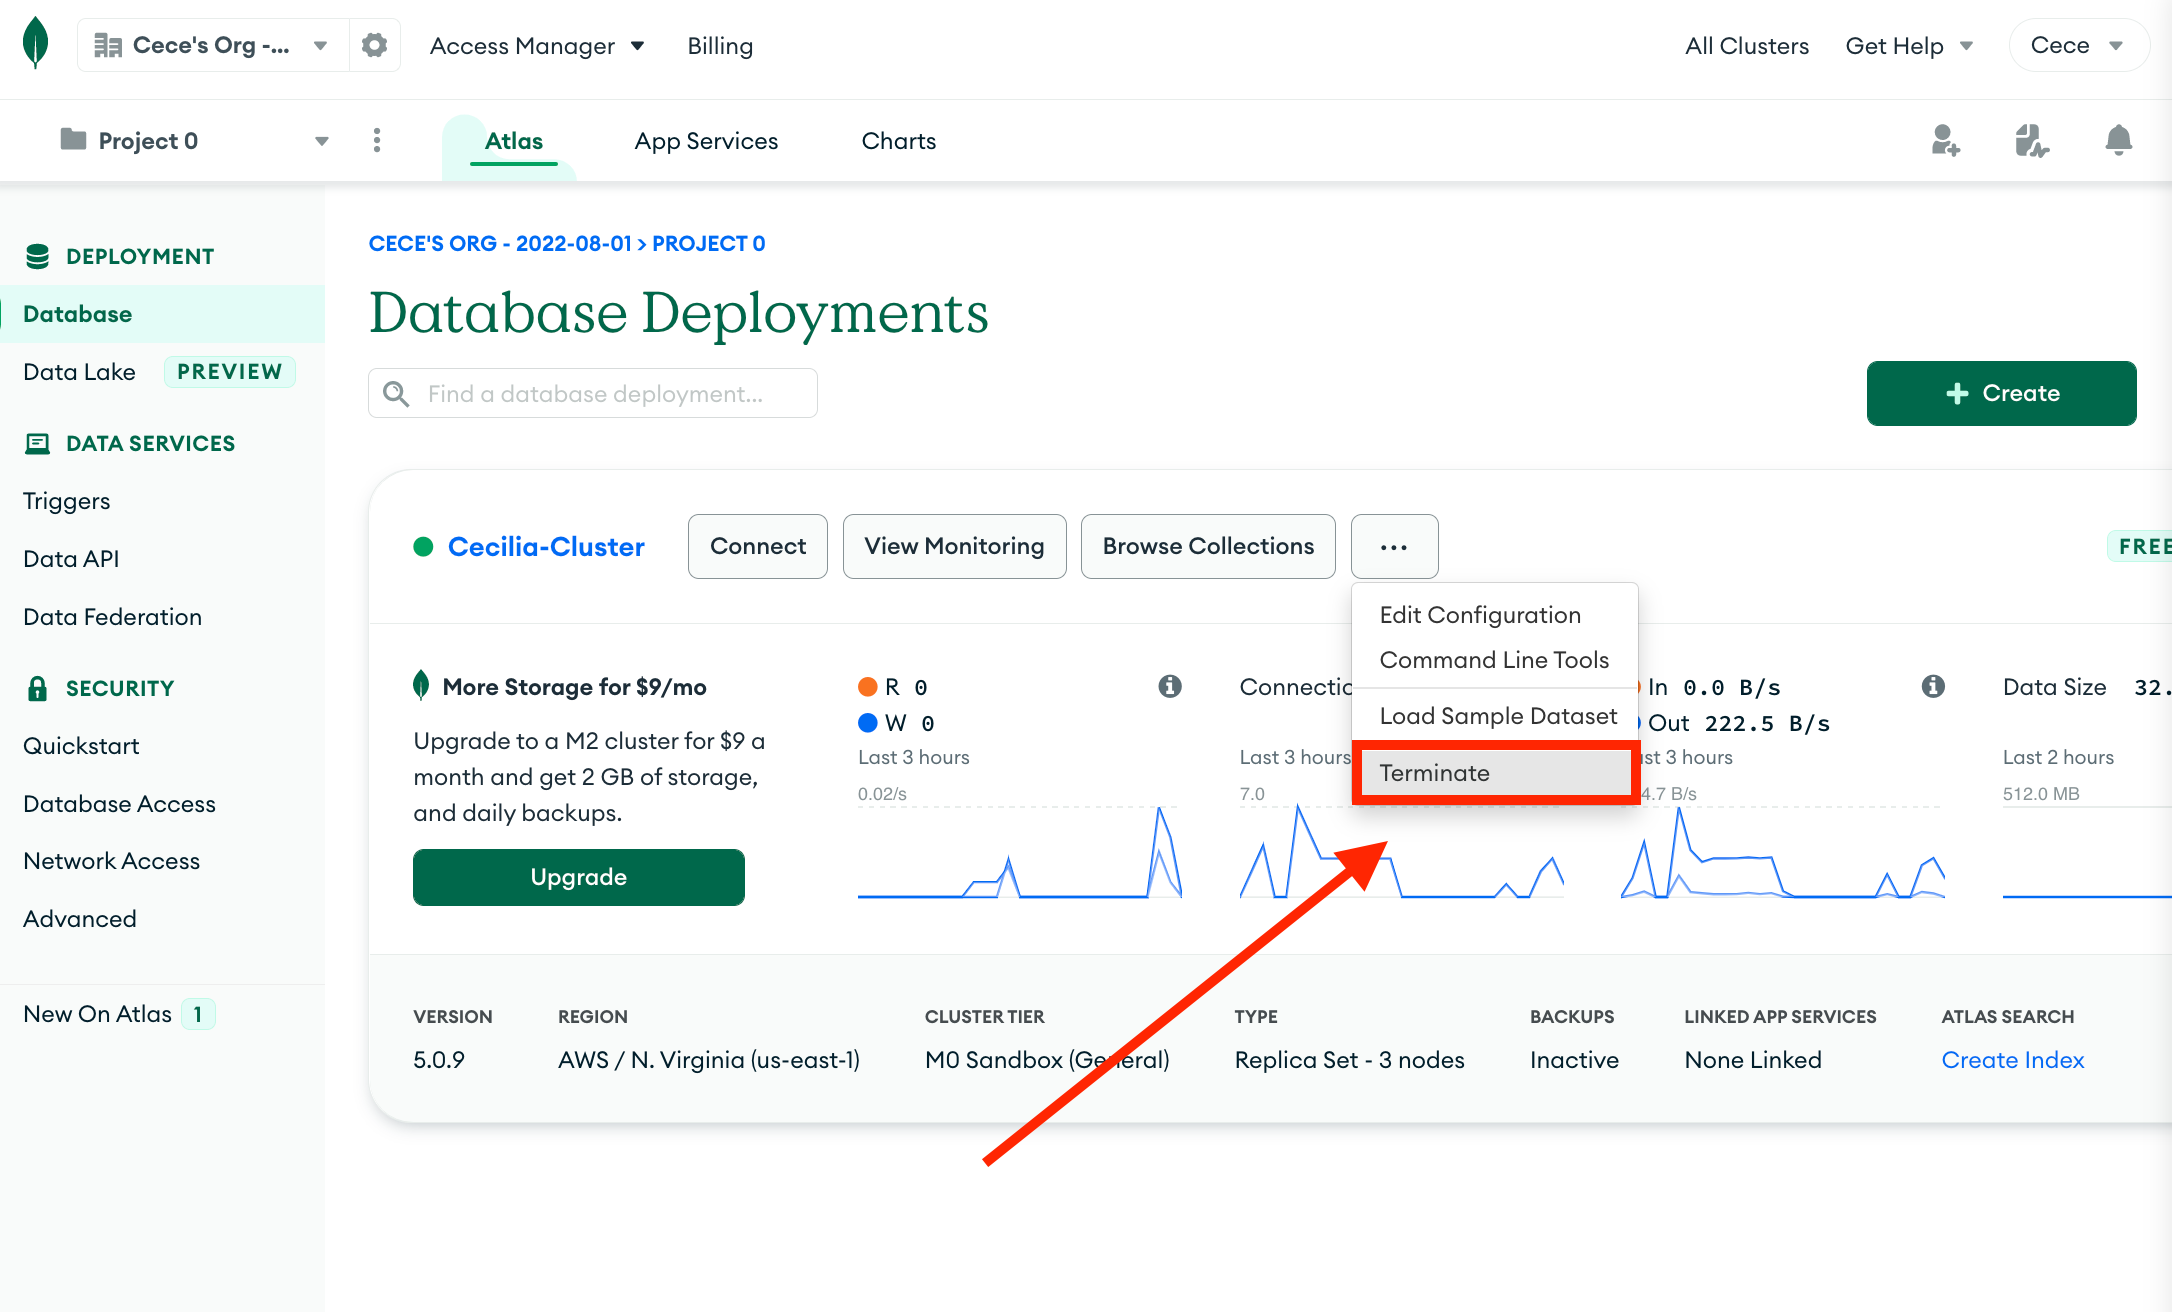 Cece's Org -...
Access Manager
Billing
All Clusters
Get Help
Cece
Project 0
Atlas
App Services
Charts
DEPLOYMENT
Database
Data Lake PREVIEW
DATA SERVICES
Triggers
Data API
Data Federation
SECURITY
Quickstart
Database Access
Network Access
Advanced
New On Atlas 1
CECE'S ORG - 2022-08-01 > PROJECT 0
Database Deployments
Find a database deployment...
Create
Cecilia-Cluster
Connect
View Monitoring
Browse Collections
...
FREE
Edit Configuration
Command Line Tools
Load Sample Dataset
Terminate
More Storage for $9/mo
Upgrade to a M2 cluster for $9 a
month and get 2 GB of storage,
and daily backups.
Upgrade
R 0
W 0
Last 3 hours
0.02/s
Connectio
Last 3 hours
7.0
In 0.0 B/s
Out 222.5 B/s
st 3 hours
4.7 B/s
Data Size 32.
Last 2 hours
512.0 MB
VERSION
5.0.9
REGION
AWS / N. Virginia (us-east-1)
CLUSTER TIER
M0 Sandbox (General)
TYPE
Replica Set - 3 nodes
BACKUPS
Inactive
LINKED APP SERVICES
None Linked
ATLAS SEARCH
Create Index